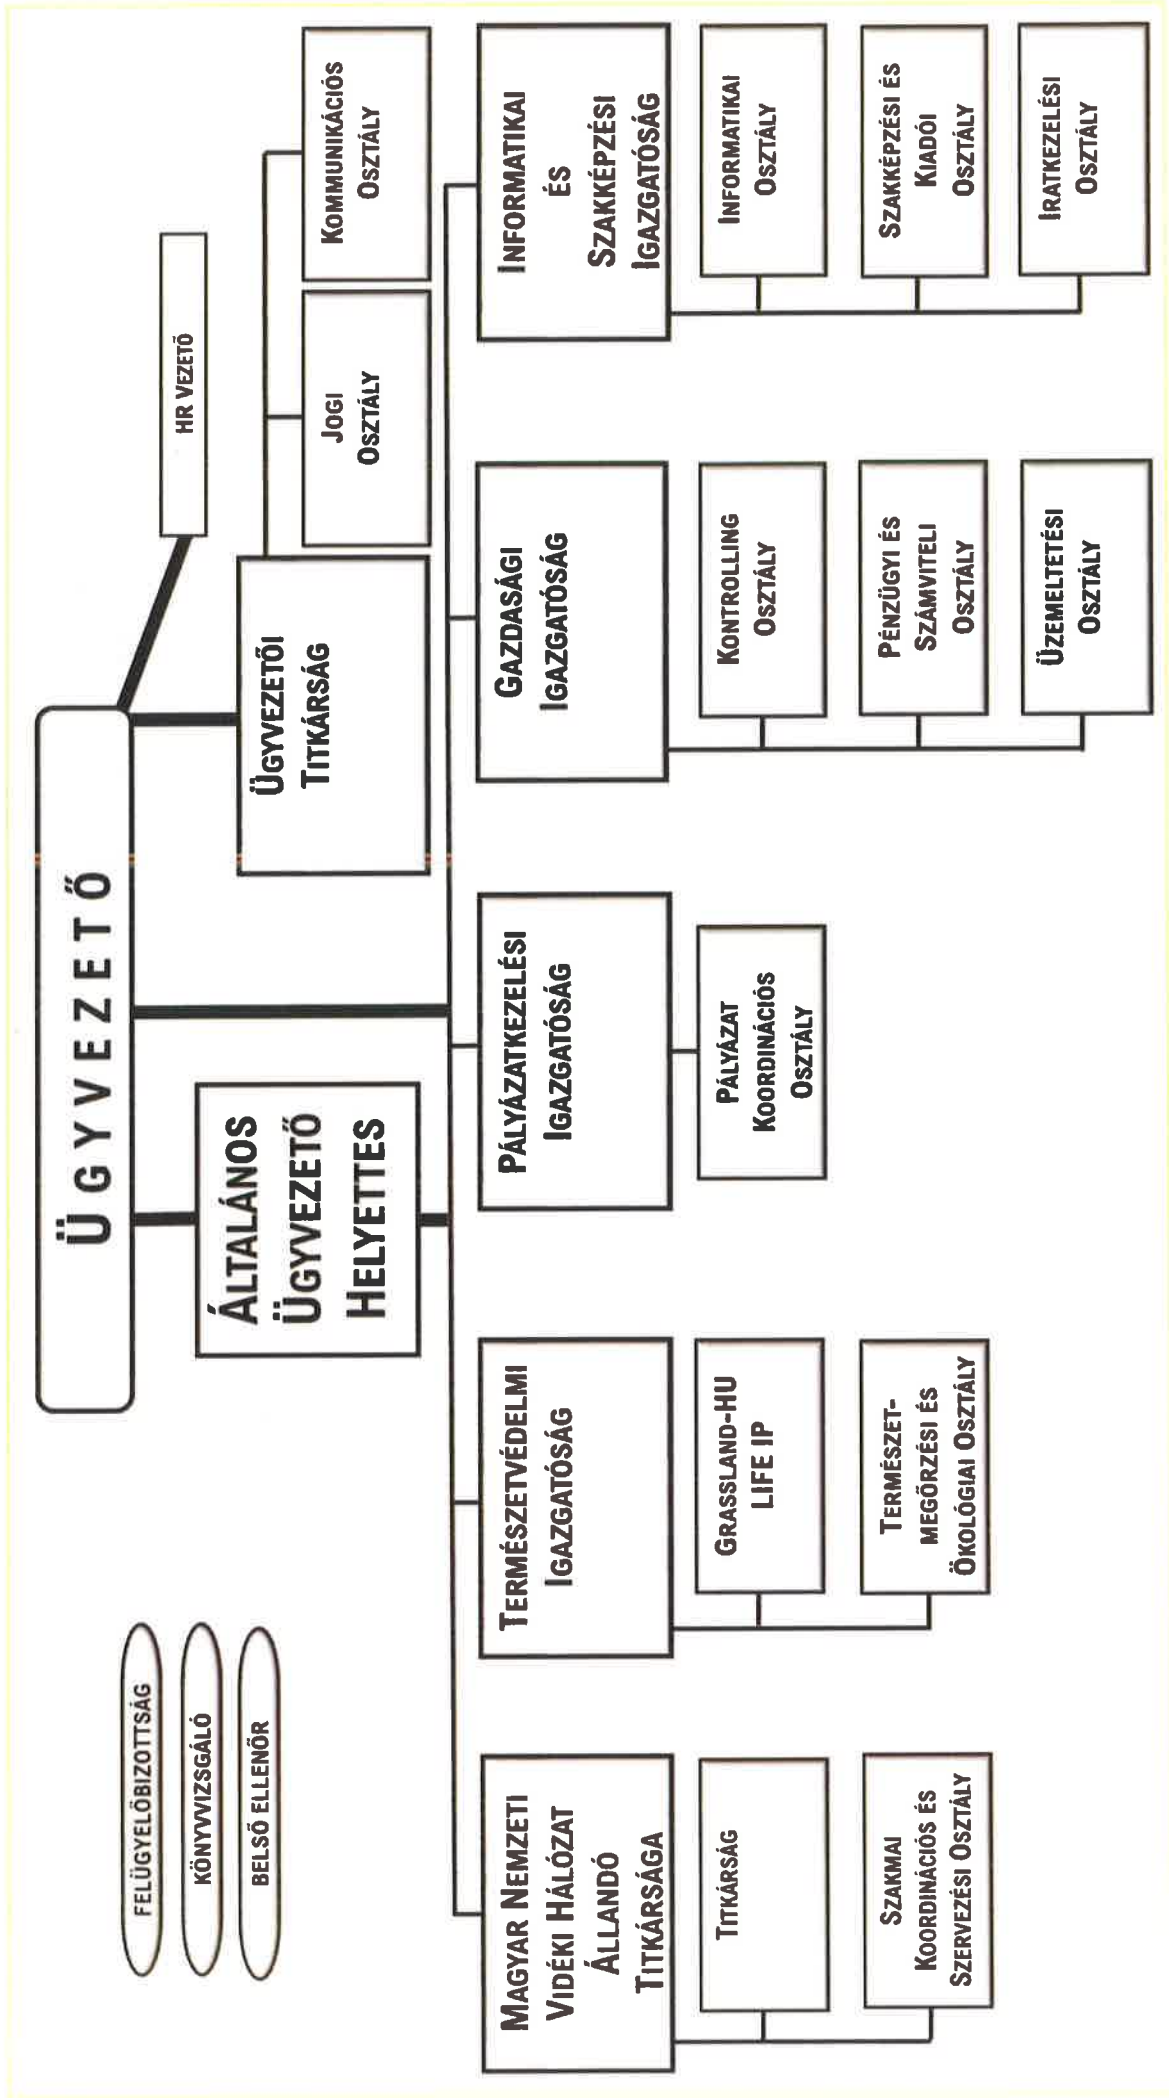 ÜGYVEZETŐ
FELÜGYELŐBIZOTTSÁG
KÖNYVVIZSGÁLÓ
BELSŐ ELLENŐR
HR VEZETŐ
ÁLTALÁNOS
ÜGYVEZETŐ
HELYETTES
ÜGYVEZETŐI
TITKÁRSÁG
JOGI
OSZTÁLY
KOMMUNIKÁCIÓS
OSZTÁLY
MAGYAR NEMZETI
VIDÉKI HÁLÓZAT
ÁLLANDÓ
TITKÁRSÁGA
TITKÁRSÁG
SZAKMAI
KOORDINÁCIÓS ÉS
SZERVEZÉSI OSZTÁLY
TERMÉSZETVÉDELMI
IGAZGATÓSÁG
GRASSLAND-HU
LIFE IP
TERMÉSZET-
MEGŐRZÉSI ÉS
ÖKOLÓGIAI OSZTÁLY
PÁLYÁZATKEZELÉSI
IGAZGATÓSÁG
PÁLYÁZAT
KOORDINÁCIÓS
OSZTÁLY
GAZDASÁGI
IGAZGATÓSÁG
KONTROLLING
OSZTÁLY
PÉNZÜGYI ÉS
SZÁMVITELI
OSZTÁLY
ÜZEMELTETÉSI
OSZTÁLY
INFORMATIKAI
ÉS
SZAKKÉPZÉSI
IGAZGATÓSÁG
INFORMATIKAI
OSZTÁLY
SZAKKÉPZÉSI ÉS
KIADÓI
OSZTÁLY
IRATKEZELÉSI
OSZTÁLY